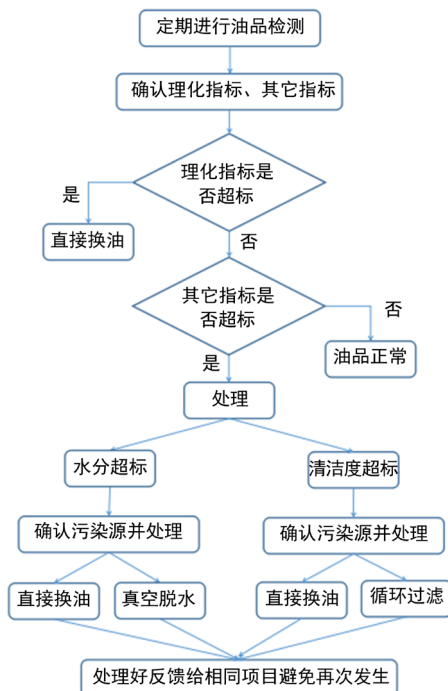 定期进行油品检测
确认理化指标、其它指标
理化指标是
否超标
是
直接换油
否
其它指标是
否超标
否
油品正常
是
处理
水分超标
清洁度超标
确认污染源并处理
确认污染源并处理
直接换油
真空脱水
直接换油
循环过滤
处理好反馈给相同项目避免再次发生